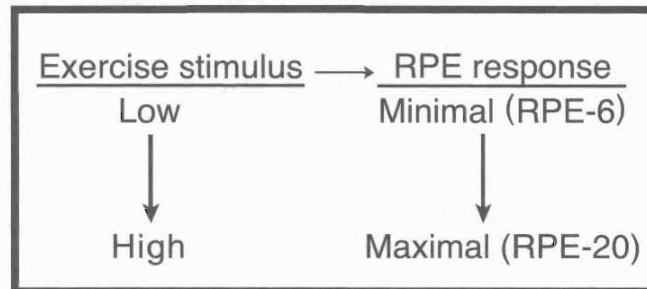 Exercise stimulus → RPE response
Low Minimal (RPE-6)
High Maximal (RPE-20)